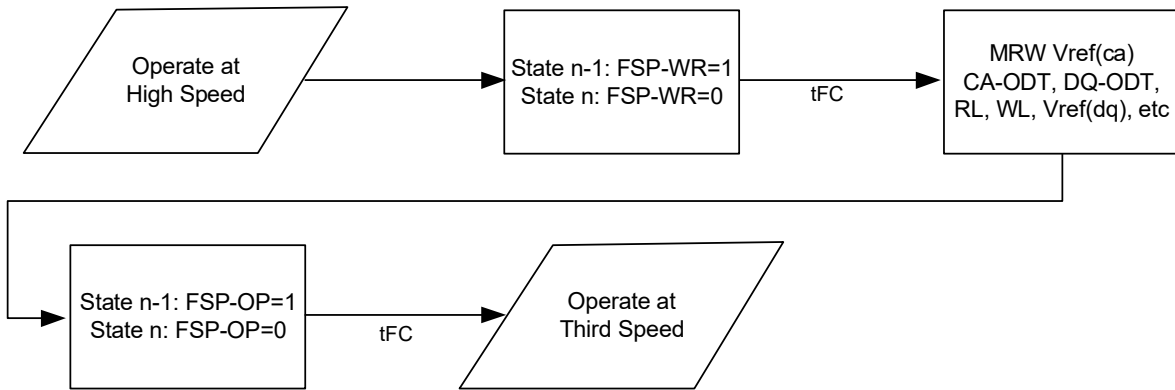 Operate at
High Speed
State n-1: FSP-WR=1
State n: FSP-WR=0
tFC
MRW Vref(ca)
CA-ODT, DQ-ODT,
RL, WL, Vref(dq), etc
State n-1: FSP-OP=1
State n: FSP-OP=0
tFC
Operate at
Third Speed